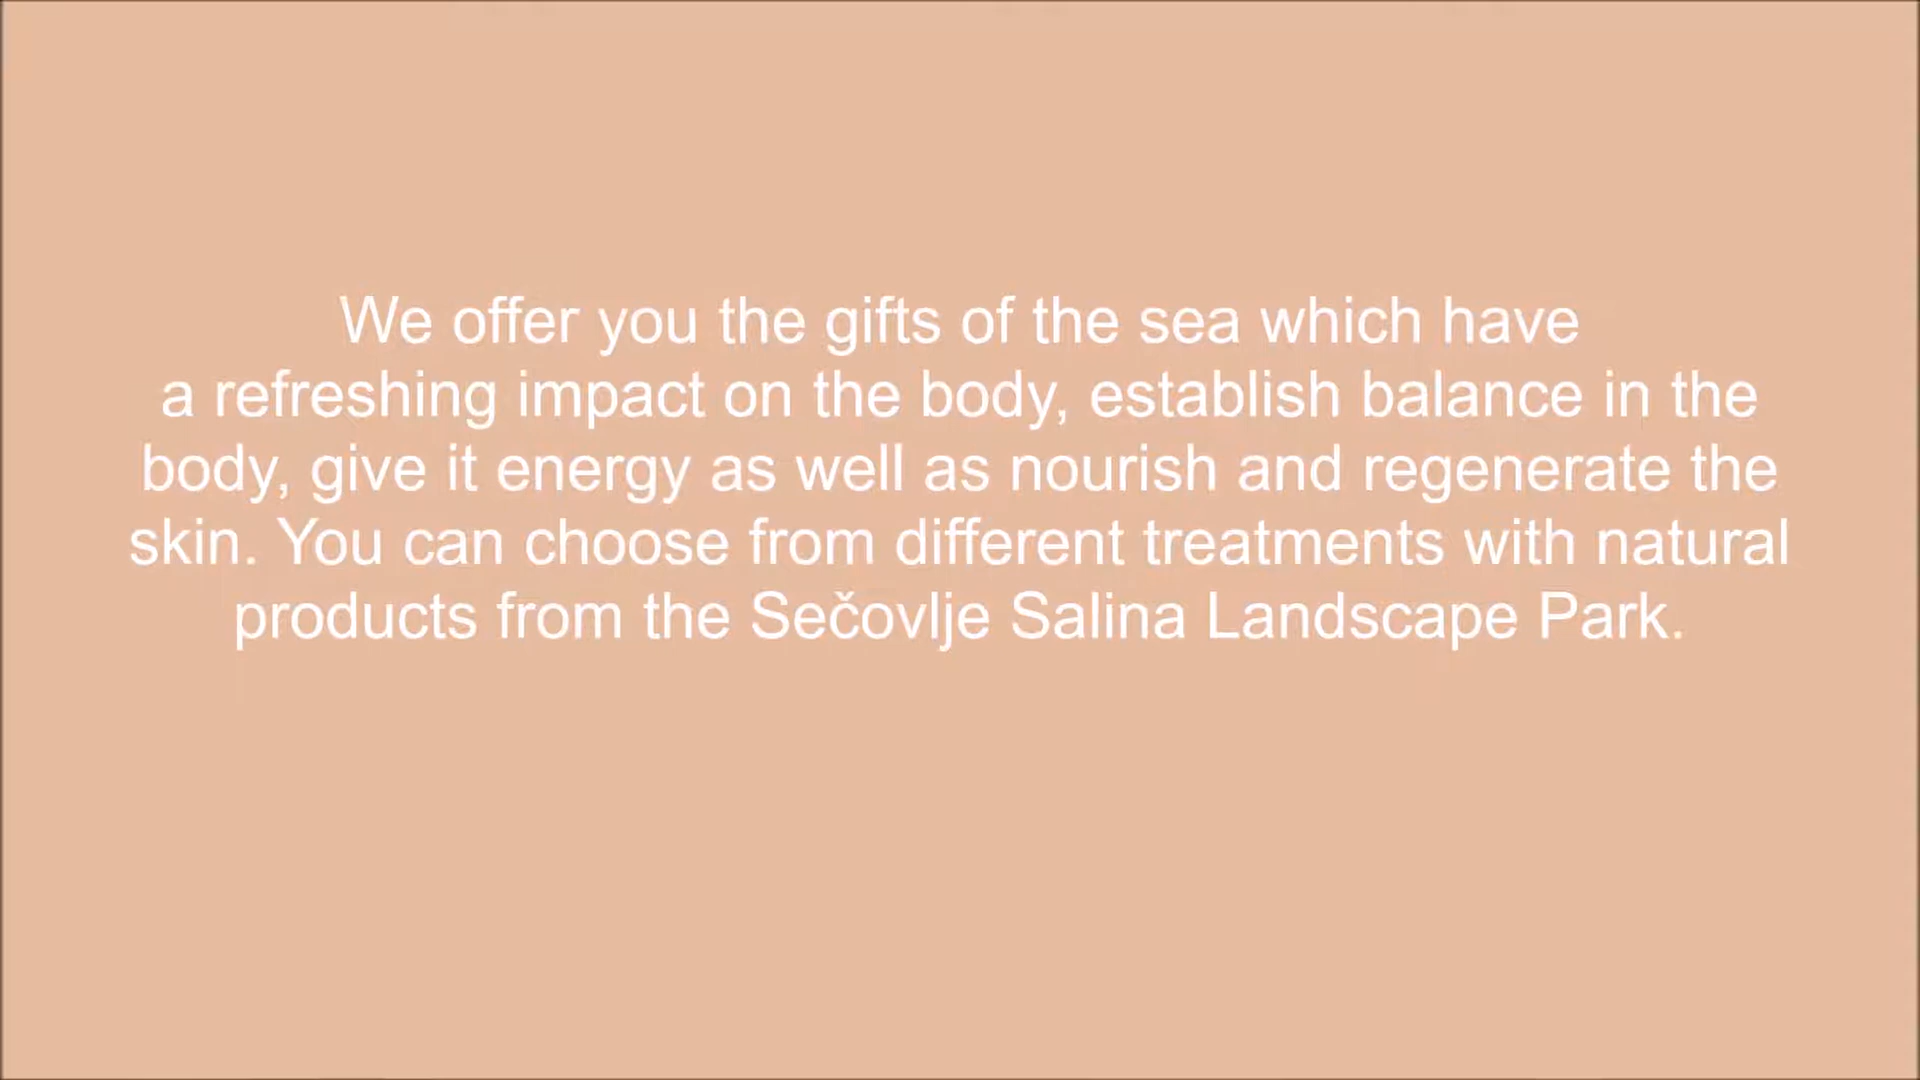 We offer you the gifts of the sea which have
a refreshing impact on the body, establish balance in the
body, give it energy as well as nourish and regenerate the
skin. You can choose from different treatments with natural
products from the Sečovlje Salina Landscape Park.